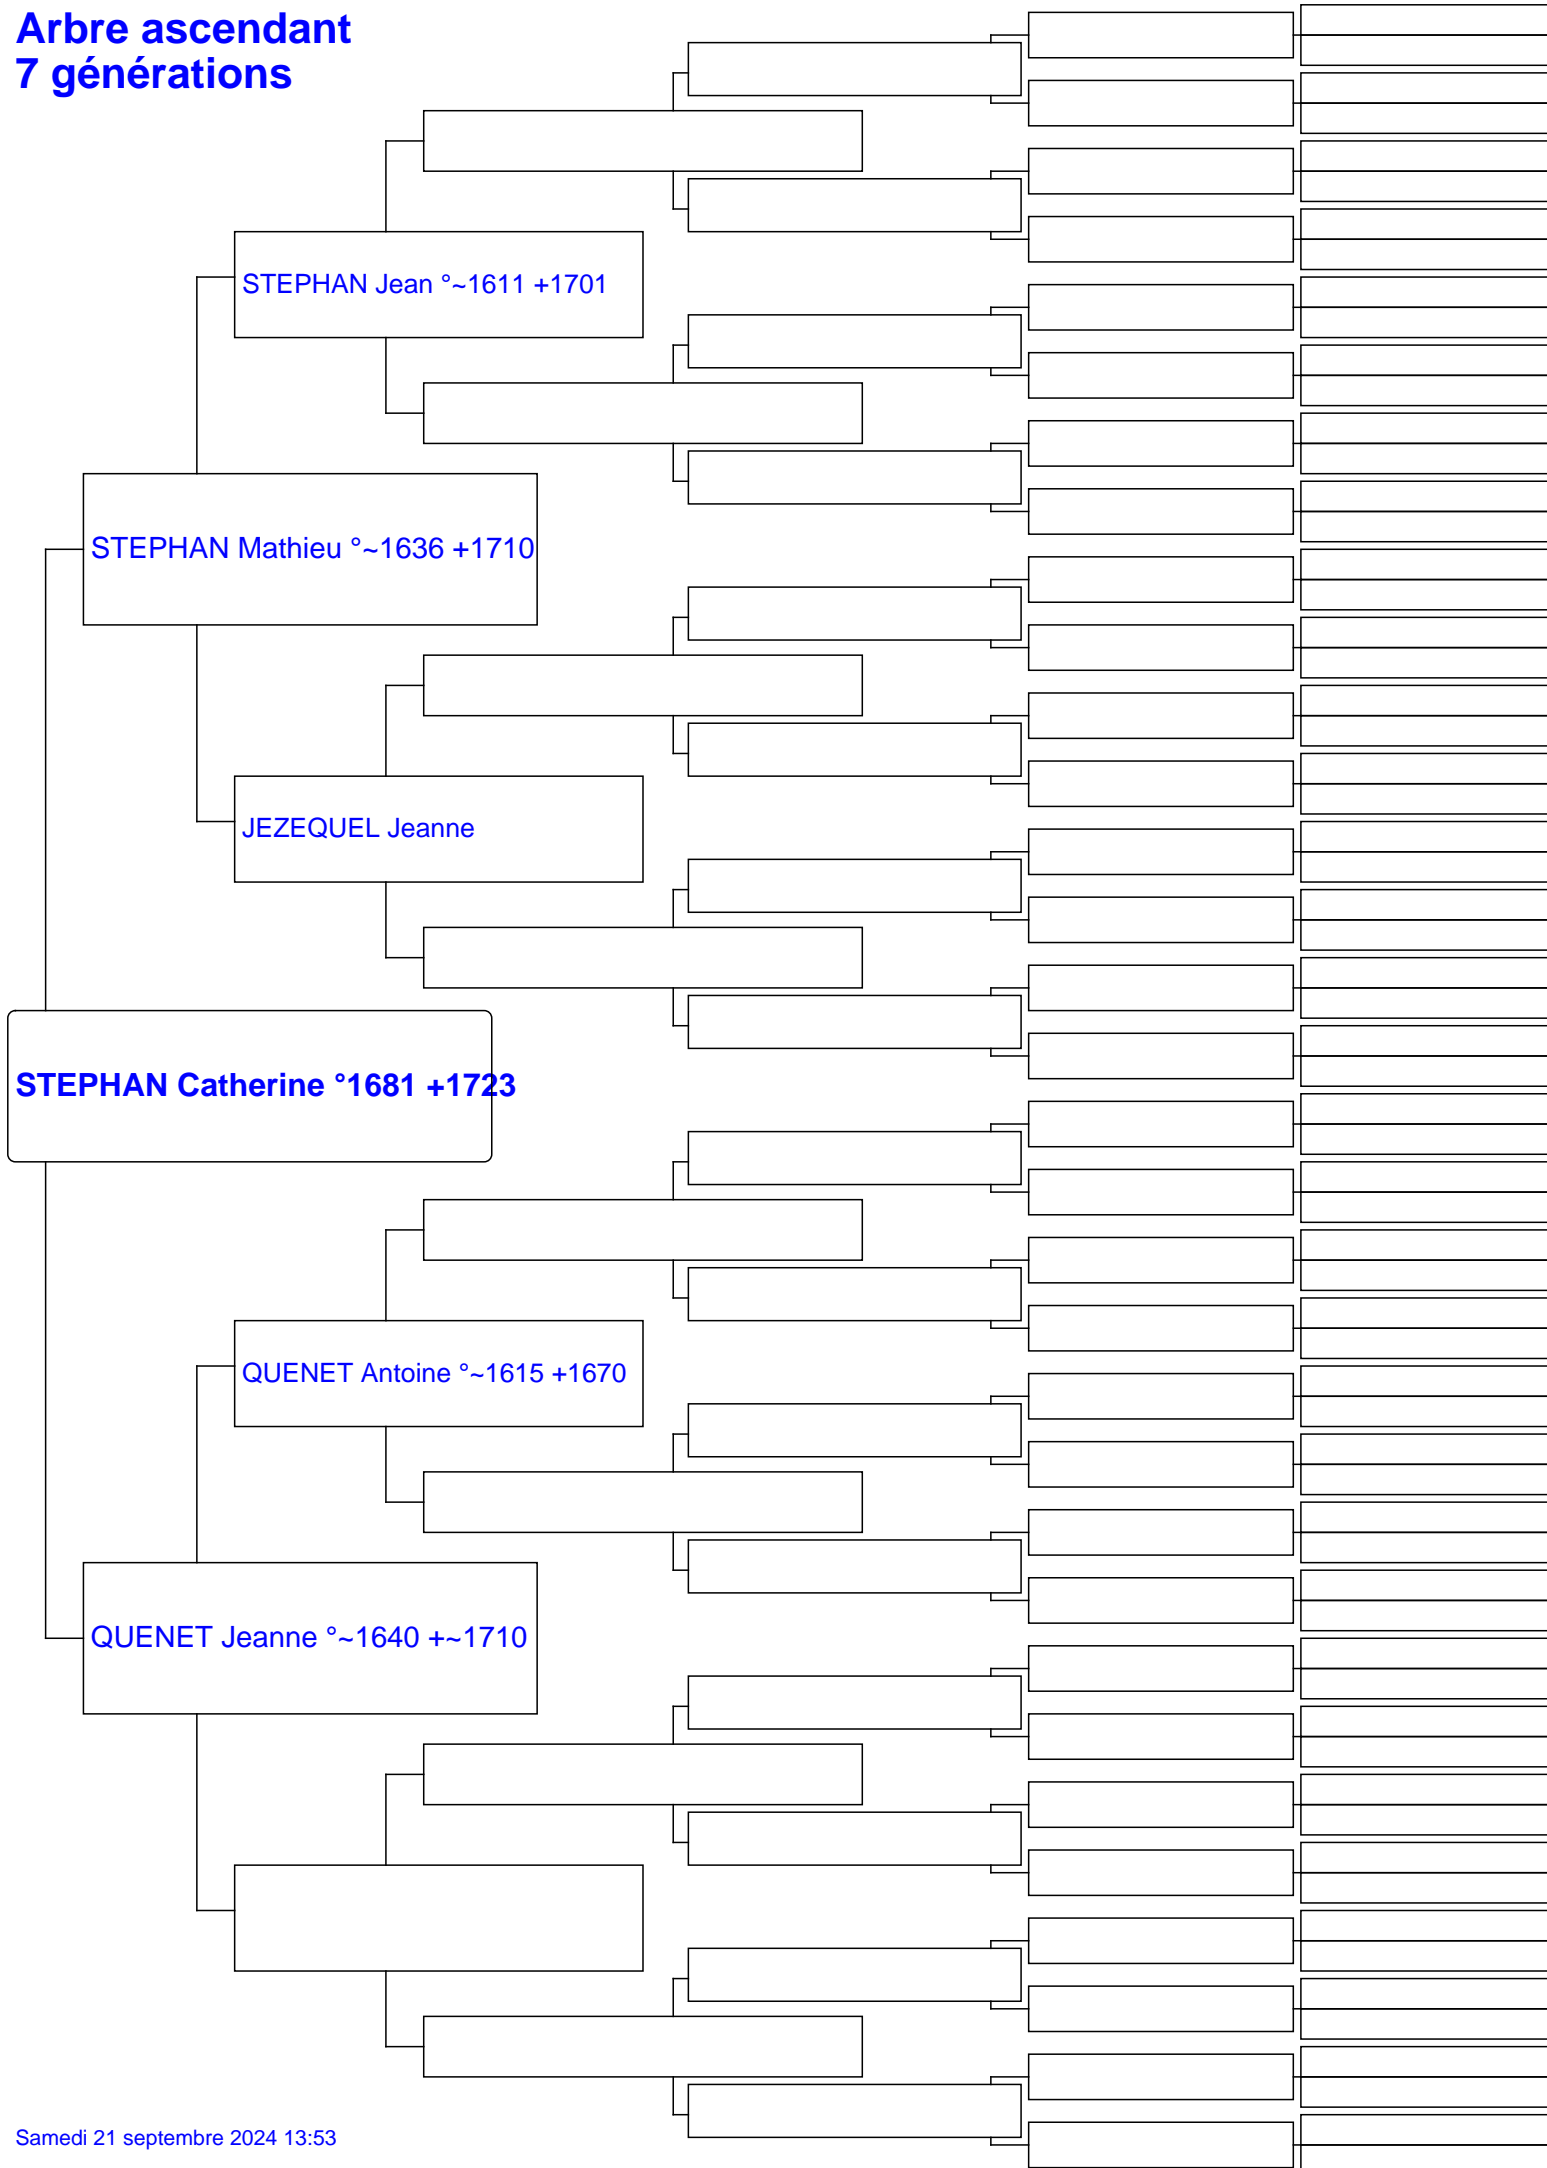 Arbre ascendant
7 générations
STEPHAN Jean °~1611 +1701
STEPHAN Mathieu °~1636 +1710
JEZEQUEL Jeanne
STEPHAN Catherine °1681 +1723
QUENET Antoine °~1615 +1670
QUENET Jeanne °~1640 +~1710
Samedi 21 septembre 2024 13:53